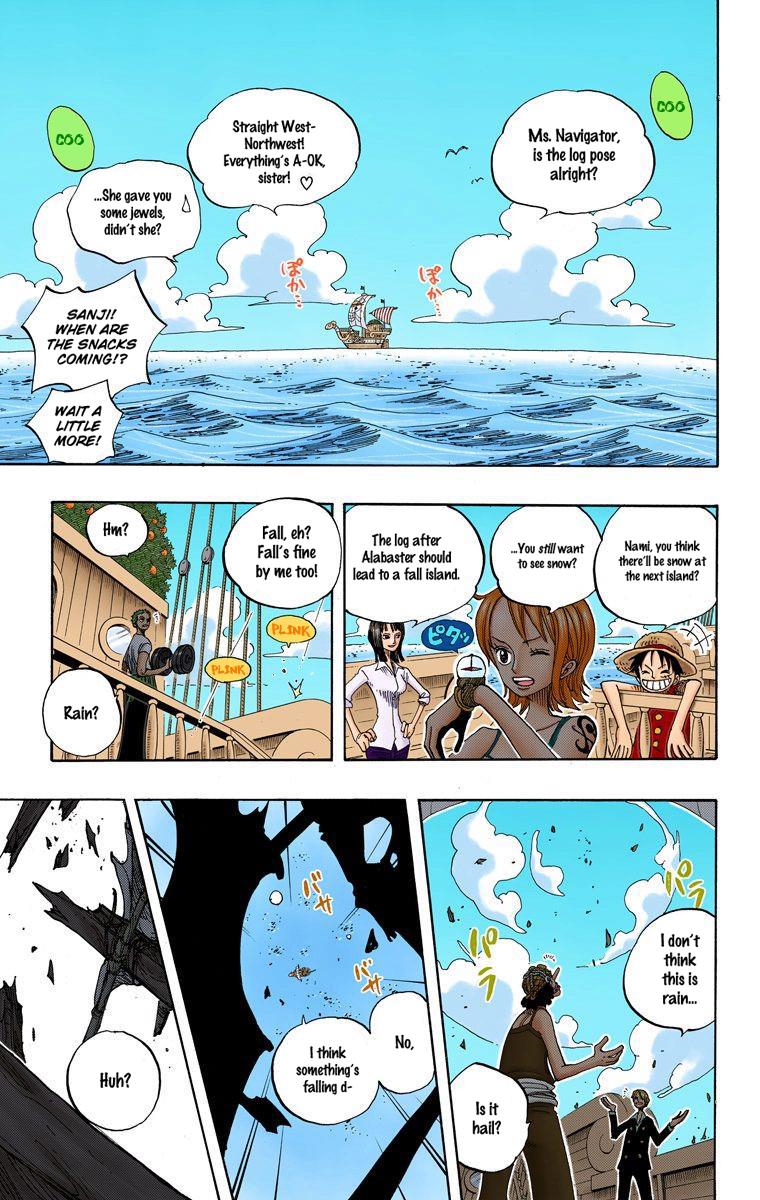 COO
Ms. Navigator,
is the log pose
alright?
Straight West-
Northwest!
Everything's A-OK,
sister! ♡
COO
...She gave you
some jewels,
didn't she?
ぽか…
ぽか…
SANJI!
WHEN ARE
THE SNACKS
COMING!?
WAIT A
LITTLE
MORE!
Nami, you think
there'll be snow at
the next island?
...You still want
to see snow?
The log after
Alabaster should
lead to a fall island.
ピタッ
Fall, eh?
Fall's fine
by me too!
PLINK
PLINK
Hm?
Rain?
パラ
I don't
think
this is
rain...
パラ
Is it
hail?
バサ
バサ
No,
I think
something's
falling d-
Huh?